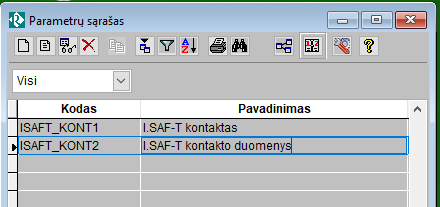 Parametrų sąrašas
Visi
Kodas Pavadinimas
ISAFT_KONT1 I.SAF-T kontaktas
ISAFT_KONT2 I.SAF-T kontakto duomenys